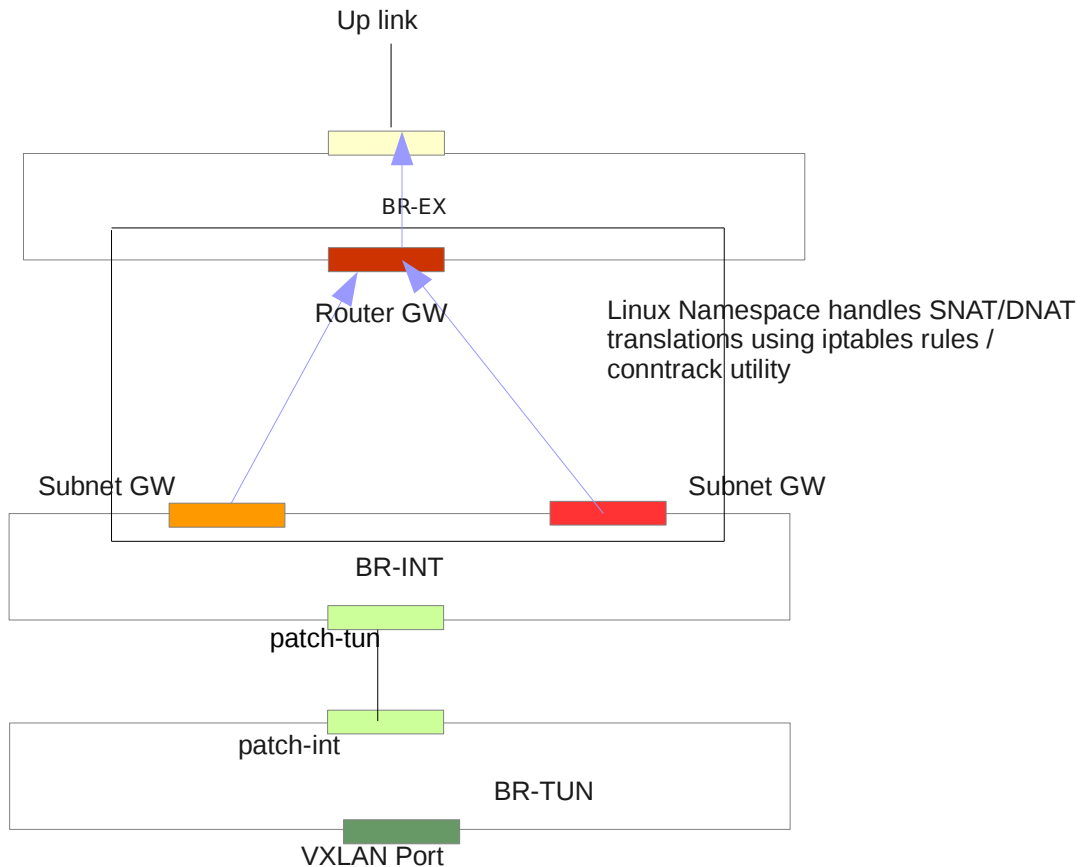 Up link
BR-EX
Router GW
Linux Namespace handles SNAT/DNAT
translations using iptables rules /
conntrack utility
Subnet GW
Subnet GW
BR-INT
patch-tun
patch-int
BR-TUN
VXLAN Port